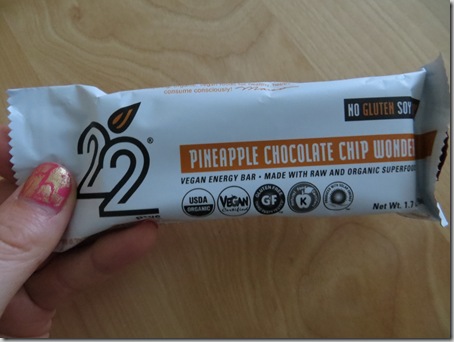 consume consciously!
NO GLUTEN SOY
22®
PINEAPPLE CHOCOLATE CHIP WONDE
VEGAN ENERGY BAR • MADE WITH RAW AND ORGANIC SUPERFOO
USDA
ORGANIC
VEGAN
Certified
GF
K
Net Wt. 1.7